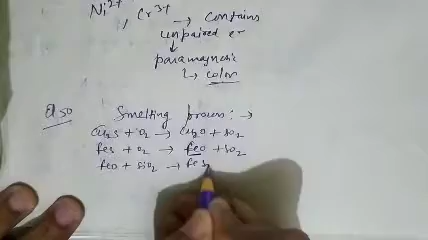 Ni²⁺, Cr³⁺ → contains
unpaired e⁻
↓
paramagnetic
↳ color
Q150 Smelting process :- →
Cu₂S + O₂ → Cu₂O + SO₂
FeS + O₂ → FeO + SO₂
FeO + SiO₂ → FeS